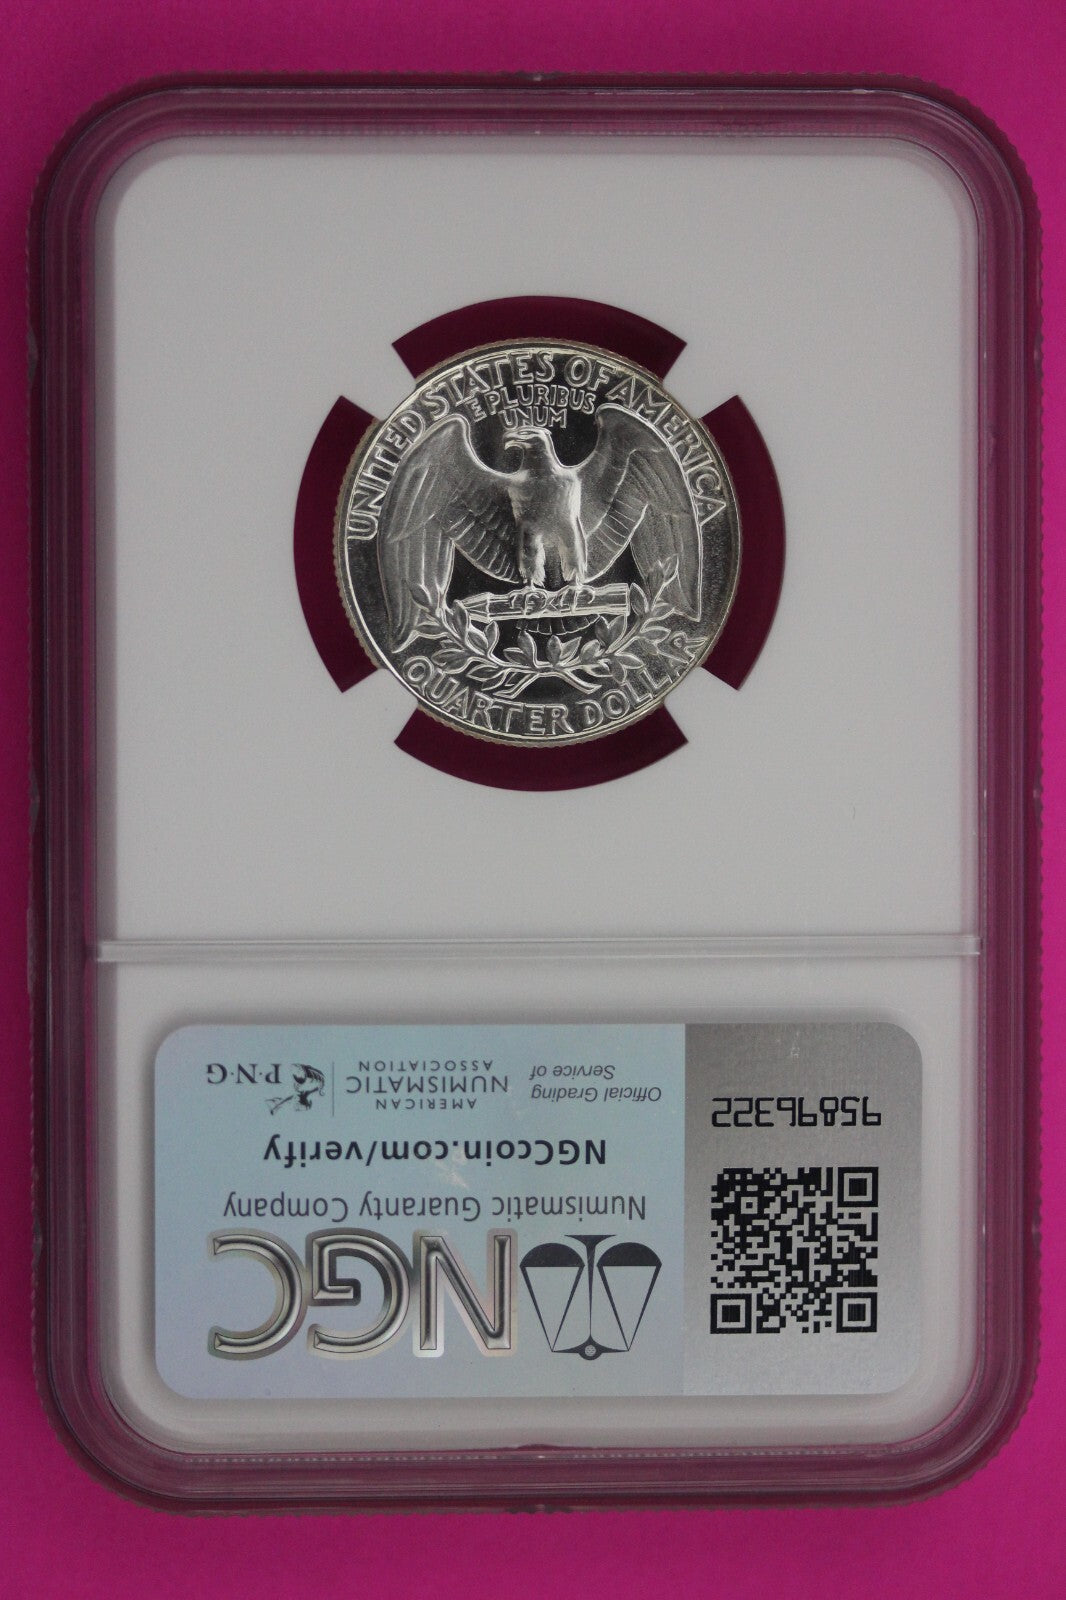 UNITED STATES OF AMERICA
E PLURIBUS
UNUM
QUARTER DOLLAR
NGC
Numismatic Guaranty Company
NGCcoin.com/verify
Official Grading
Service of
AMERICAN
NUMISMATIC
ASSOCIATION
P·N·G
95896322